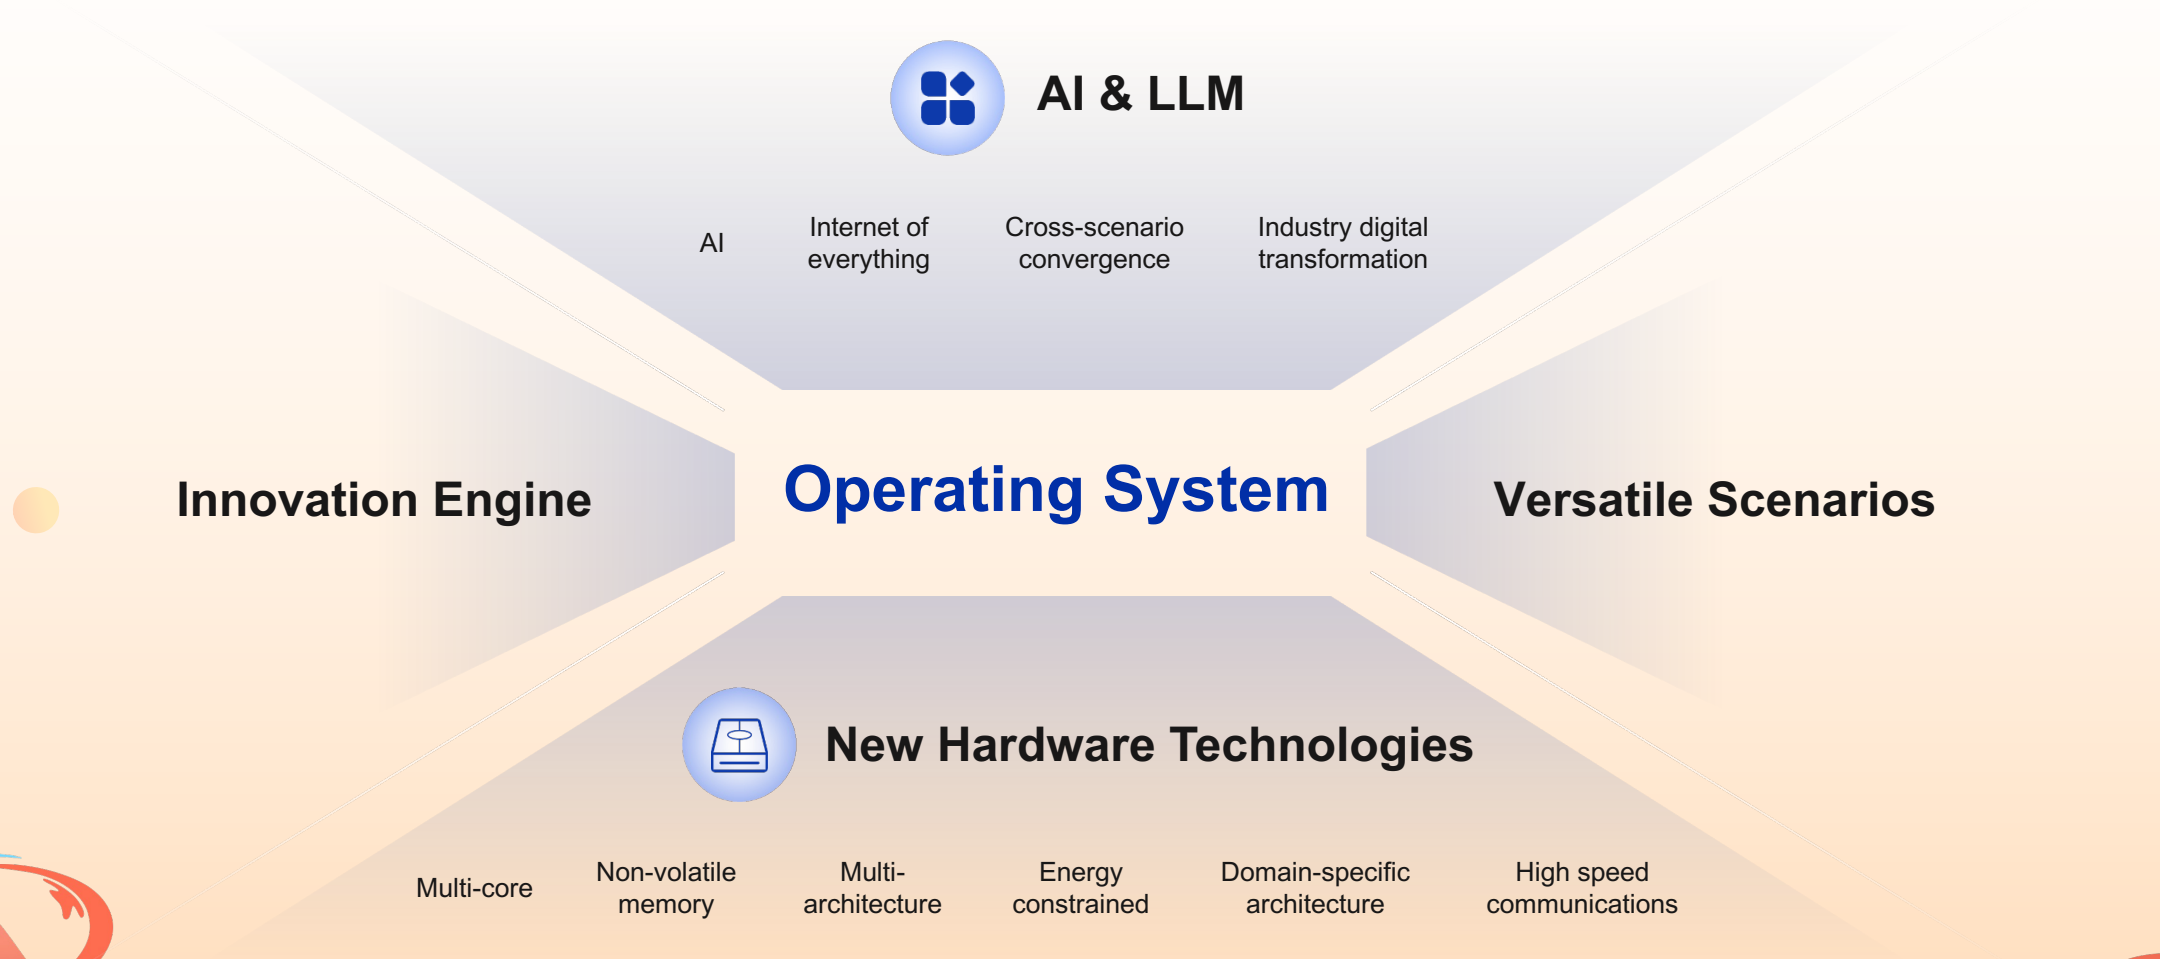 AI & LLM
AI
Internet of
everything
Cross-scenario
convergence
Industry digital
transformation
Innovation Engine
Operating System
Versatile Scenarios
New Hardware Technologies
Multi-core
Non-volatile
memory
Multi-
architecture
Energy
constrained
Domain-specific
architecture
High speed
communications